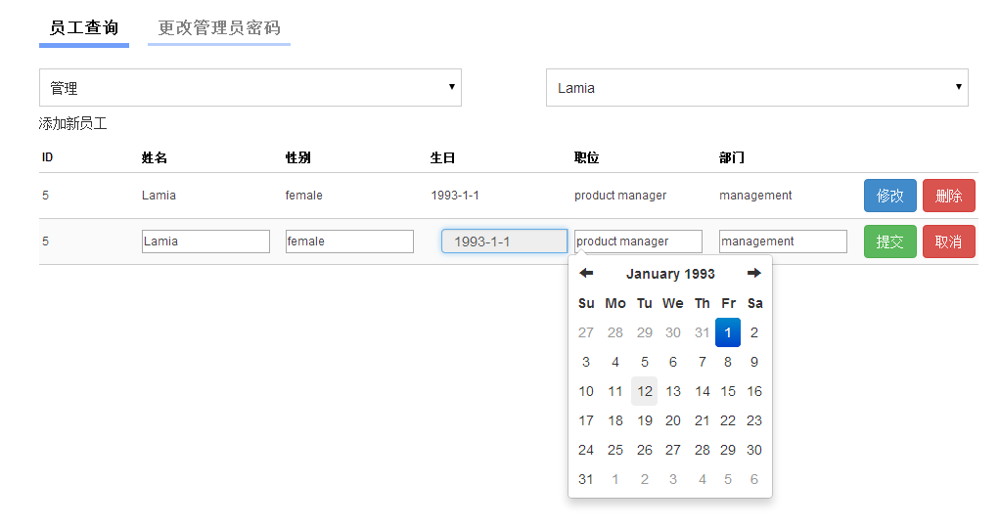 员工查询 更改管理员密码
管理 Lamia
添加新员工
ID 姓名 性别 生日 职位 部门
5 Lamia female 1993-1-1 product manager management 修改 删除
5 Lamia female 1993-1-1 product manager management 提交 取消
January 1993
Su Mo Tu We Th Fr Sa
27 28 29 30 31 1 2
3 4 5 6 7 8 9
10 11 12 13 14 15 16
17 18 19 20 21 22 23
24 25 26 27 28 29 30
31 1 2 3 4 5 6